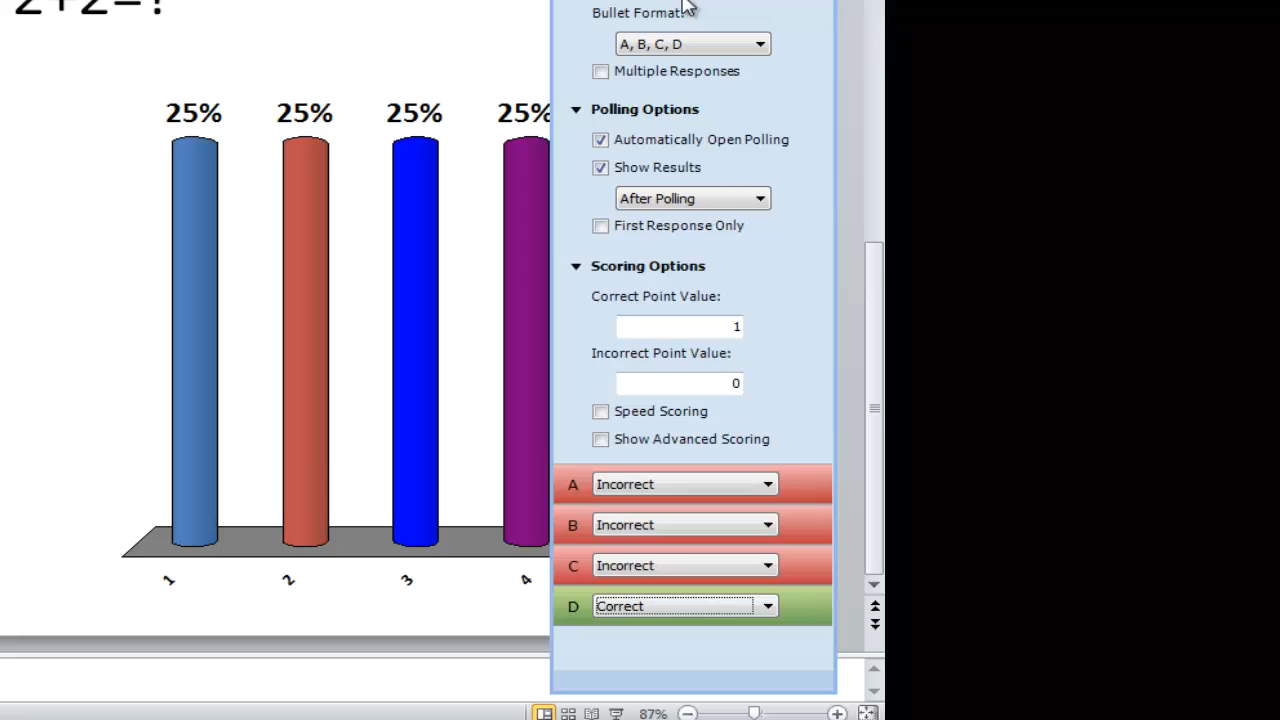 2+2=?
25% 25% 25% 25%
1 2 3 4
Bullet Format:
A, B, C, D
Multiple Responses
Polling Options
Automatically Open Polling
Show Results
After Polling
First Response Only
Scoring Options
Correct Point Value:
1
Incorrect Point Value:
0
Speed Scoring
Show Advanced Scoring
A Incorrect
B Incorrect
C Incorrect
D Correct
87%